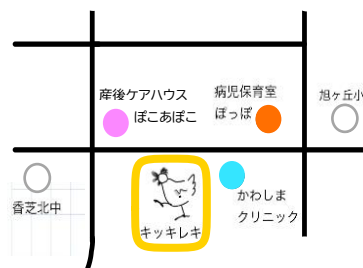 産後ケアハウス
ぽこあぽこ
病児保育室
ぽっぽ
旭ヶ丘小
香芝北中
かわしま
クリニック
キッキレキ